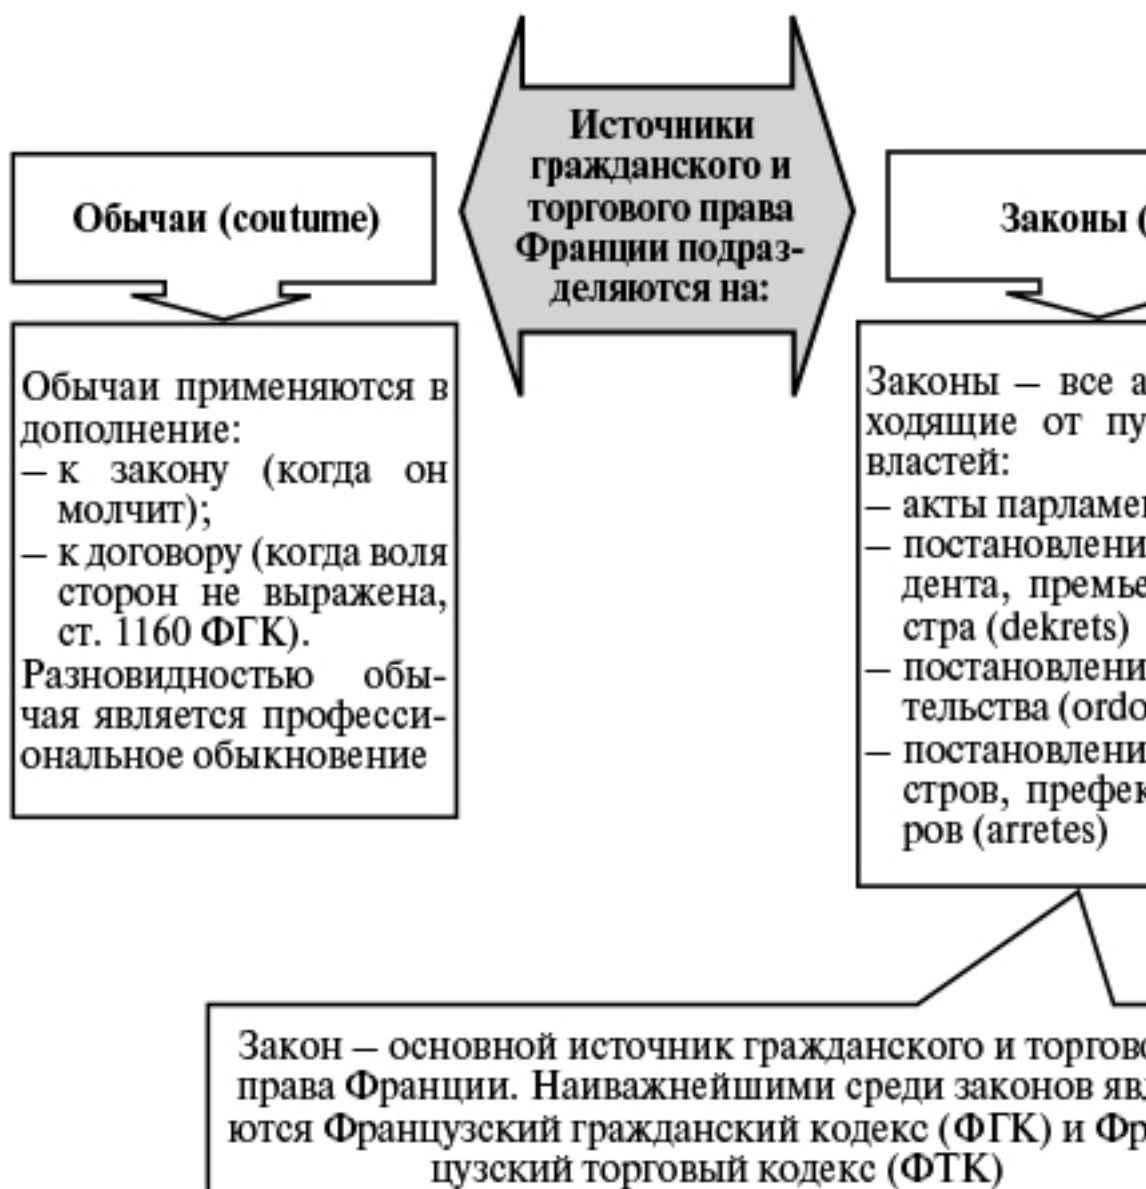 Источники
гражданского и
торгового права
Франции подраз-
деляются на:
Обычаи (coutume)
Обычаи применяются в
дополнение:
– к закону (когда он
молчит);
– к договору (когда воля
сторон не выражена,
ст. 1160 ФГК).
Разновидностью обы-
чая является професси-
ональное обыкновение
Законы (
Законы – все а
ходящие от пу
властей:
– акты парламе
– постановлени
дента, премье
стра (dekrets)
– постановлени
тельства (ordo
– постановлени
стров, префек
ров (arretes)
Закон – основной источник гражданского и торгово
права Франции. Наиважнейшими среди законов явл
ются Французский гражданский кодекс (ФГК) и Фр
цузский торговый кодекс (ФТК)